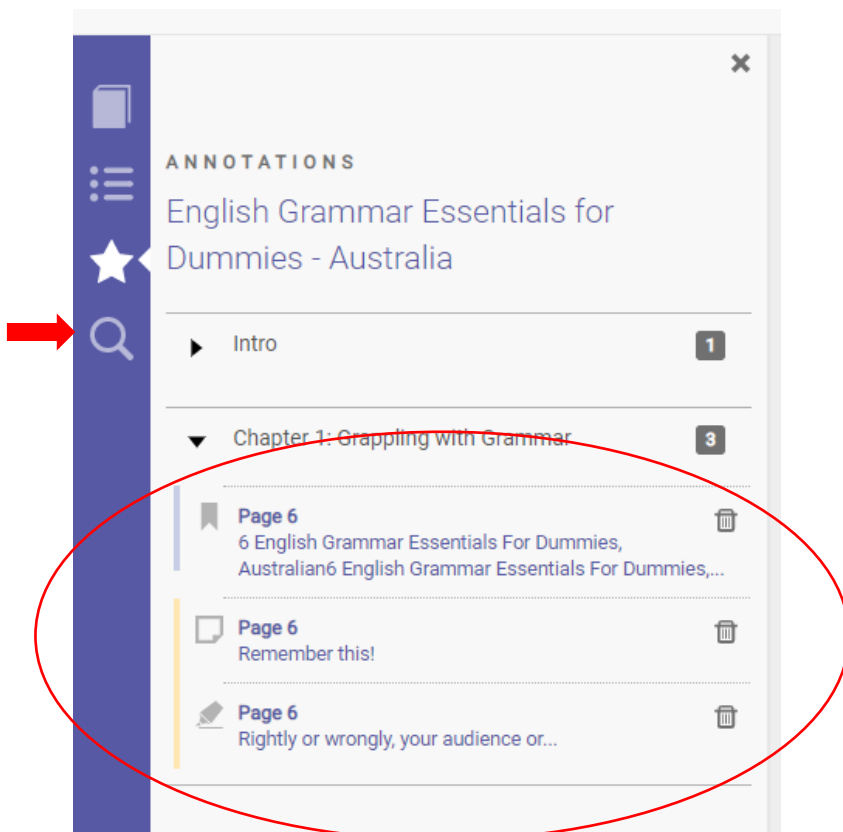 ANNOTATIONS
English Grammar Essentials for
Dummies - Australia
Intro
1
Chapter 1: Grappling with Grammar
3
Page 6
6 English Grammar Essentials For Dummies,
Australian6 English Grammar Essentials For Dummies,...
Page 6
Remember this!
Page 6
Rightly or wrongly, your audience or...